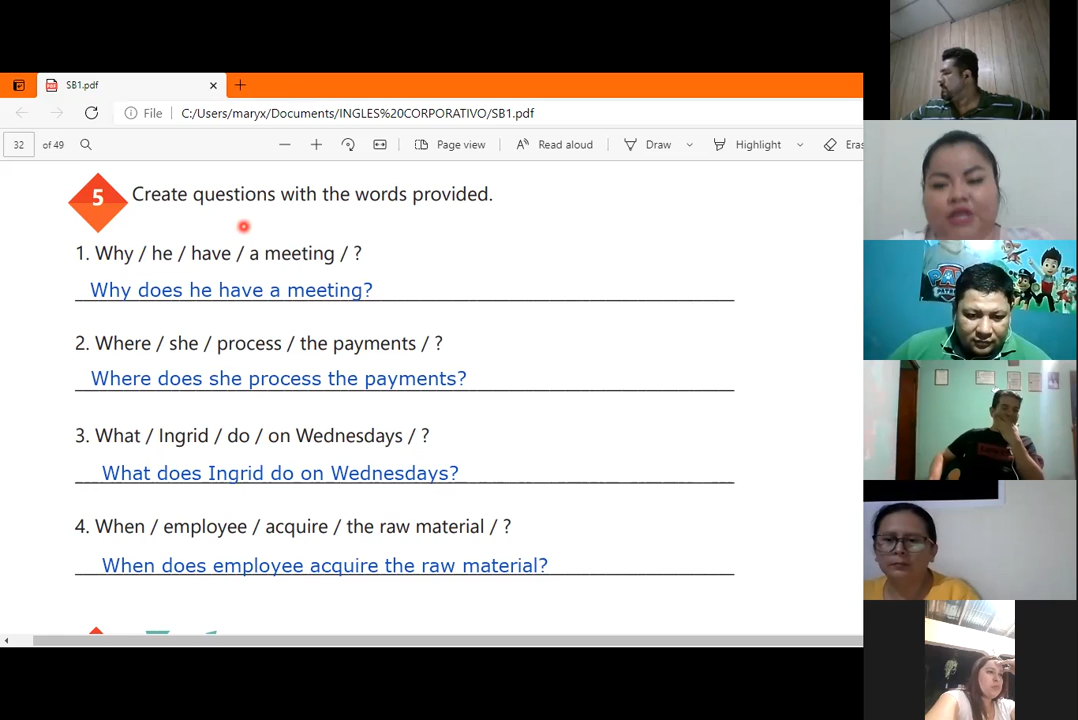 SB1.pdf
File
C:/Users/maryx/Documents/INGLES%20CORPORATIVO/SB1.pdf
32 of 49
Page view
Read aloud
Draw
Highlight
Eras
5
Create questions with the words provided.
1. Why / he / have / a meeting / ?
Why does he have a meeting?
2. Where / she / process / the payments / ?
Where does she process the payments?
3. What / Ingrid / do / on Wednesdays / ?
What does Ingrid do on Wednesdays?
4. When / employee / acquire / the raw material / ?
When does employee acquire the raw material?